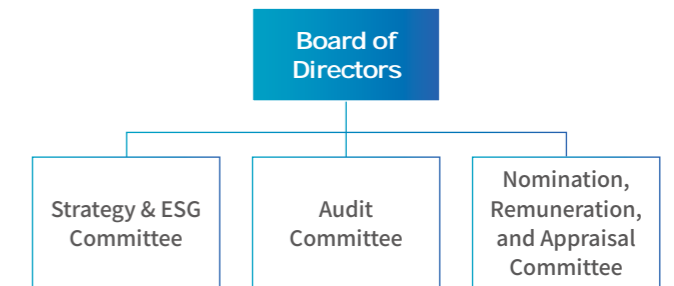 Board of
Directors
Strategy & ESG
Committee
Audit
Committee
Nomination,
Remuneration,
and Appraisal
Committee